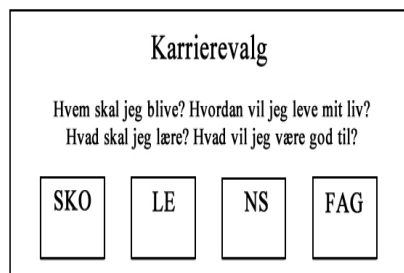 Karrierevalg
Hvem skal jeg blive? Hvordan vil jeg leve mit liv?
Hvad skal jeg lære? Hvad vil jeg være god til?
SKO LE NS FAG